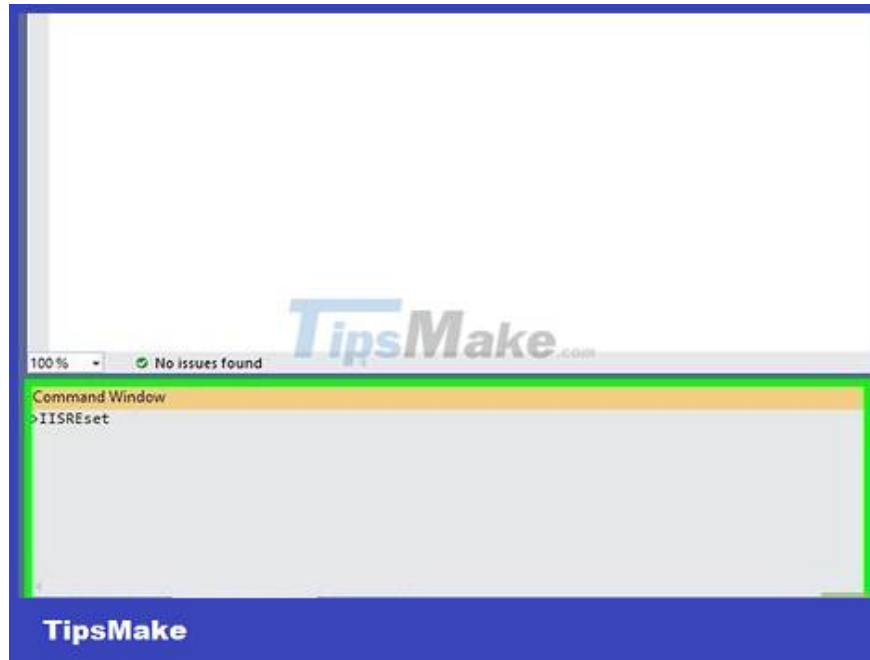 TipsMake.com
100 %
No issues found
Command Window
>IISREset
TipsMake